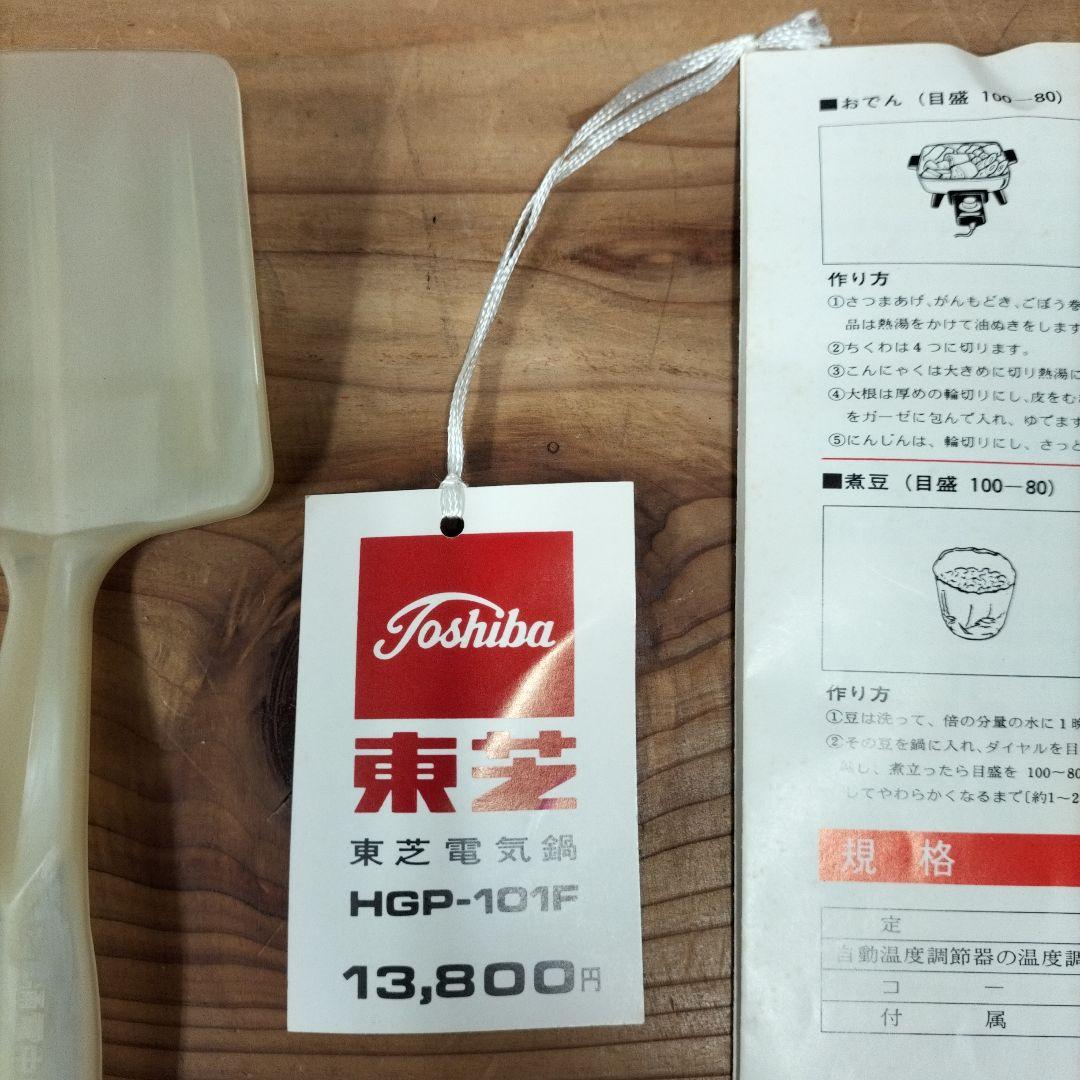 Toshiba
東芝
東芝電気鍋
HGP-101F
13,800円
■おでん (目盛 100―80)
作り方
①さつまあげ、がんもどき、ごぼう巻
品は熱湯をかけて油ぬきをします
②ちくわは4つに切ります。
③こんにゃくは大きめに切り熱湯に
④大根は厚めの輪切りにし、皮をむ
をガーゼに包んで入れ、ゆでます
⑤にんじんは、輪切りにし、さっと
■煮豆 (目盛 100―80)
作り方
①豆は洗って、倍の分量の水に1晩
②その豆を鍋に入れ、ダイヤルを目
し、煮立ったら目盛を 100~80
してやわらかくなるまで〔約1~2
規格
定
自動温度調節器の温度調
コー
付属